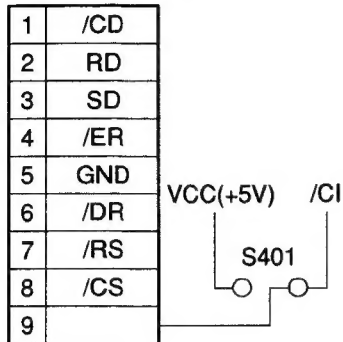 1 /CD
2 RD
3 SD
4 /ER
5 GND
6 /DR
7 /RS
8 /CS
9
VCC(+5V) /CI
S401